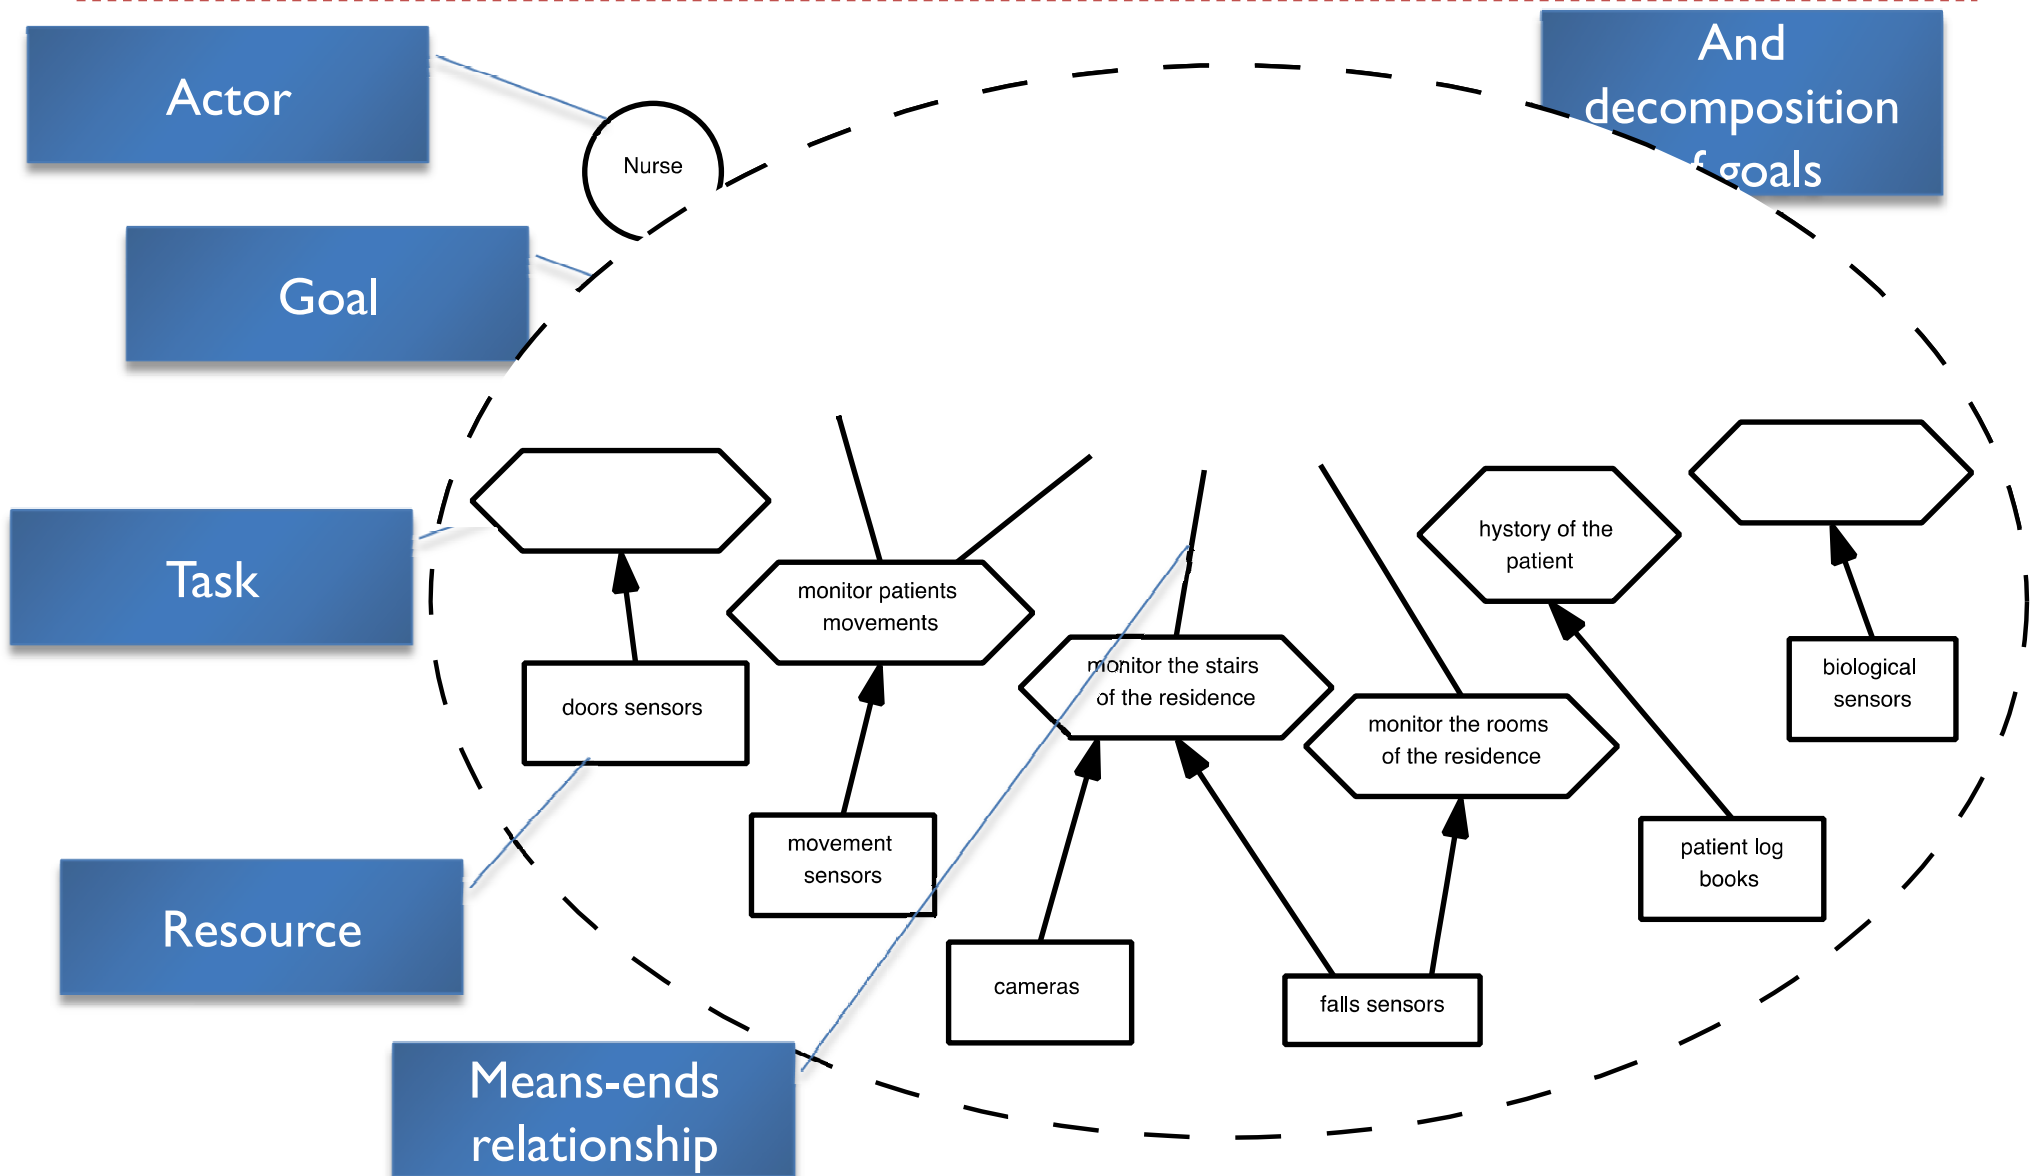 Actor
And
decomposition
f goals
Nurse
Goal
Task
hystory of the
patient
monitor patients
movements
monitor the stairs
of the residence
biological
sensors
doors sensors
monitor the rooms
of the residence
movement
sensors
patient log
books
Resource
cameras
falls sensors
Means-ends
relationship